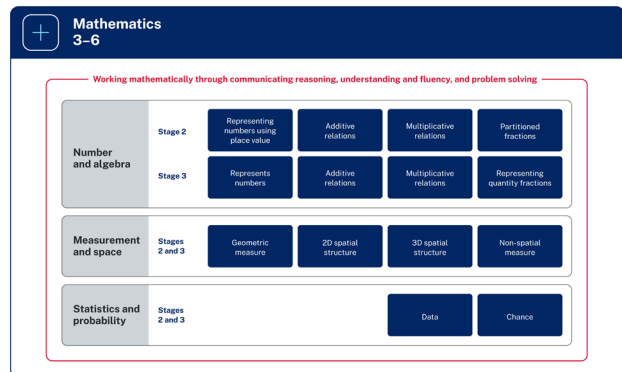 Mathematics
3–6
Working mathematically through communicating reasoning, understanding and fluency, and problem solving
Number
and algebra
Stage 2
Representing
numbers using
place value
Additive
relations
Multiplicative
relations
Partitioned
fractions
Stage 3
Represents
numbers
Additive
relations
Multiplicative
relations
Representing
quantity fractions
Measurement
and space
Stages
2 and 3
Geometric
measure
2D spatial
structure
3D spatial
structure
Non-spatial
measure
Statistics and
probability
Stages
2 and 3
Data
Chance